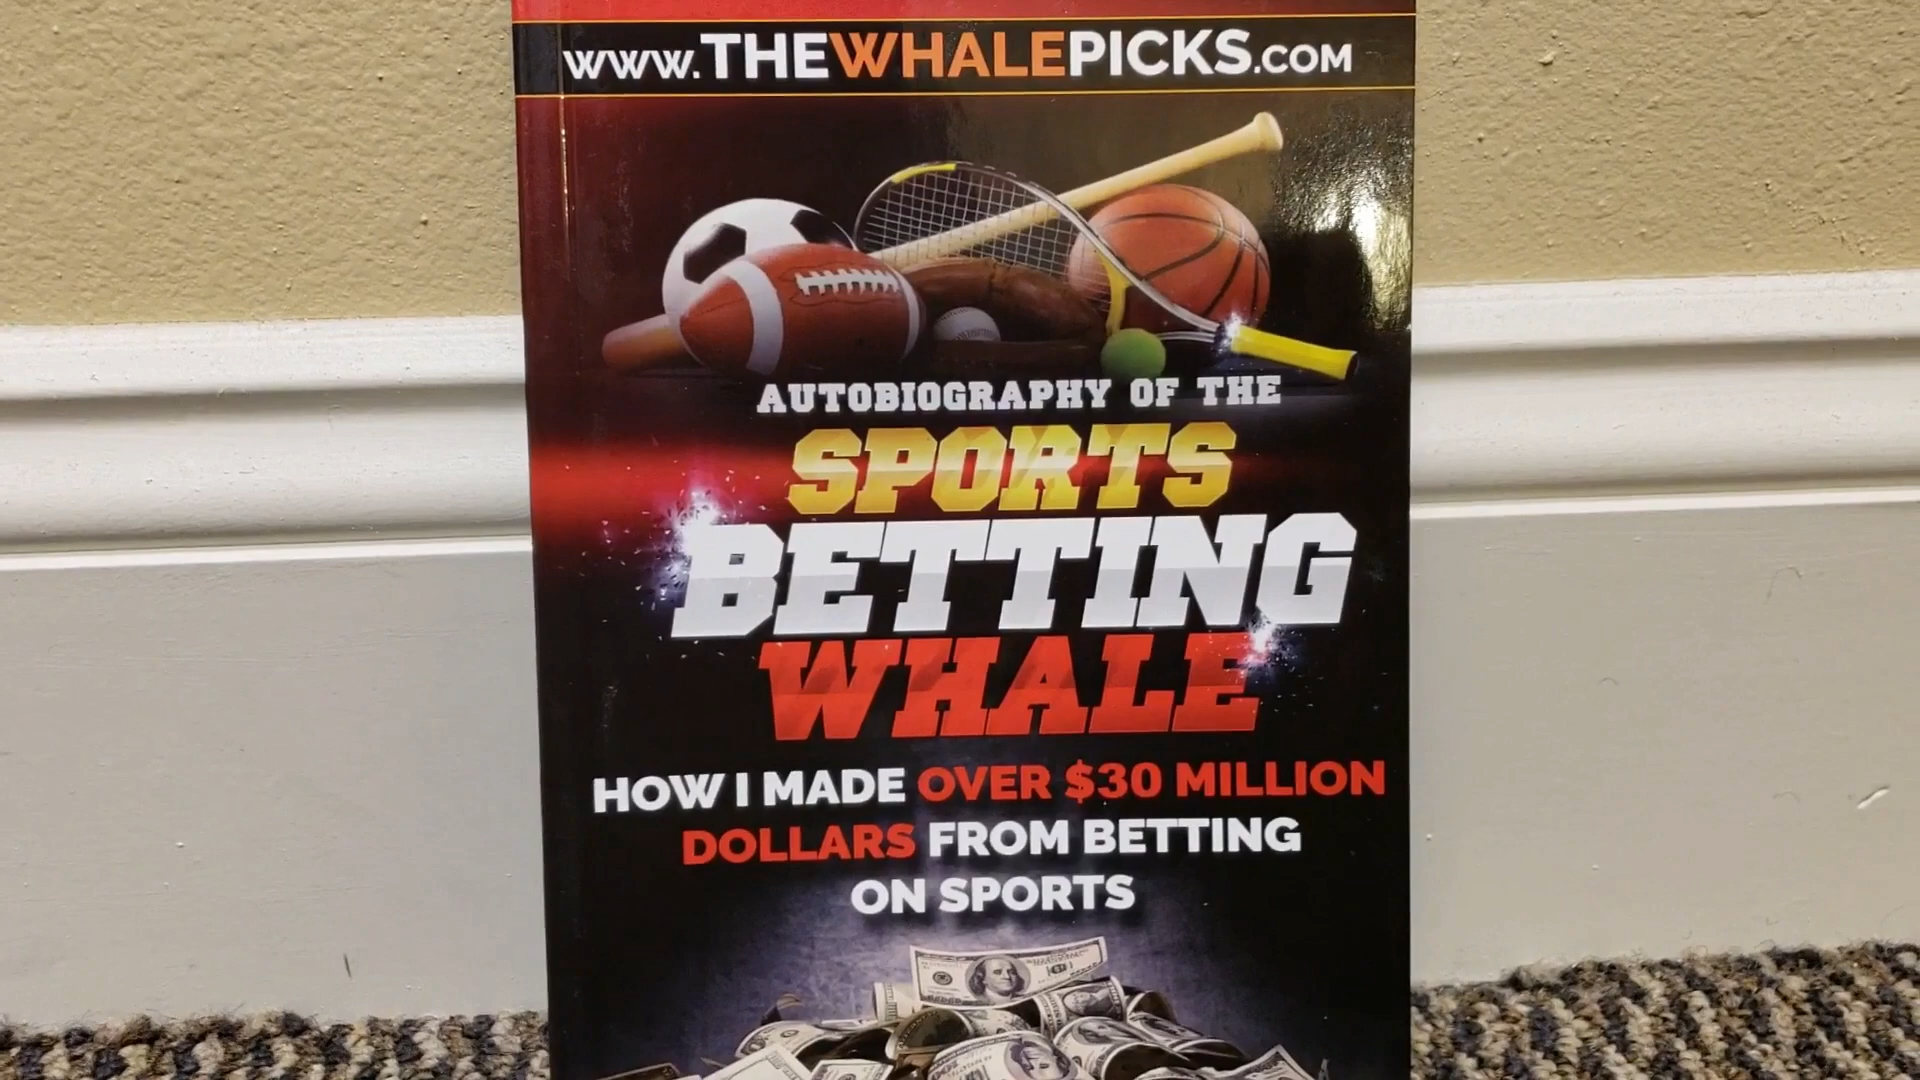 www.THEWHALEPICKS.COM
AUTOBIOGRAPHY OF THE
SPORTS
BETTING
WHALE
HOW I MADE OVER $30 MILLION
DOLLARS FROM BETTING
ON SPORTS